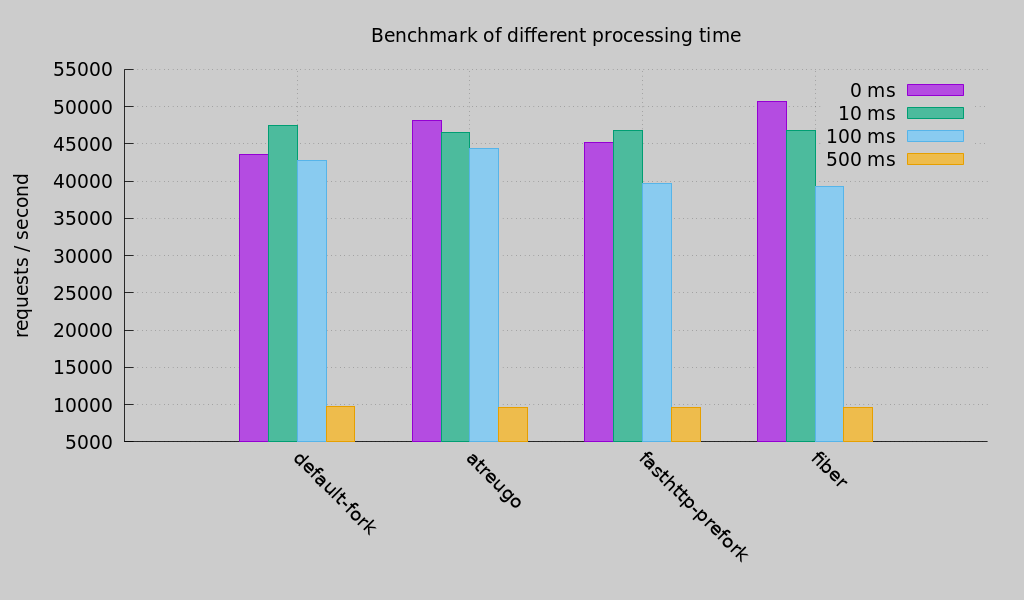 Benchmark of different processing time
requests / second
55000
50000
45000
40000
35000
30000
25000
20000
15000
10000
5000
0 ms
10 ms
100 ms
500 ms
default-fork
atreugo
fasthttp-prefork
fiber